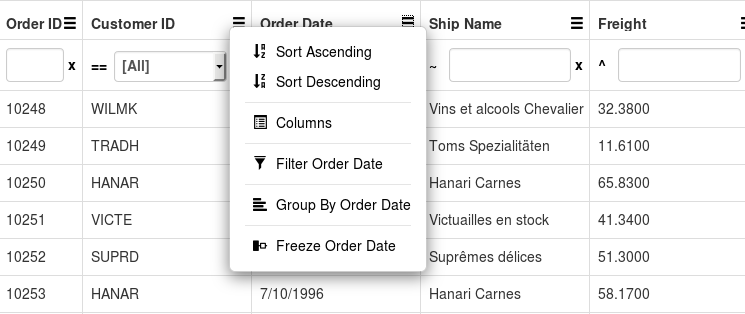 Order ID Customer ID Order Date Ship Name Freight
x == [All] ~ x ^
Sort Ascending
Sort Descending
Columns
Filter Order Date
Group By Order Date
Freeze Order Date
10248 WILMK Vins et alcools Chevalier 32.3800
10249 TRADH Toms Spezialitäten 11.6100
10250 HANAR Hanari Carnes 65.8300
10251 VICTE Victuailles en stock 41.3400
10252 SUPRD Suprêmes délices 51.3000
10253 HANAR 7/10/1996 Hanari Carnes 58.1700